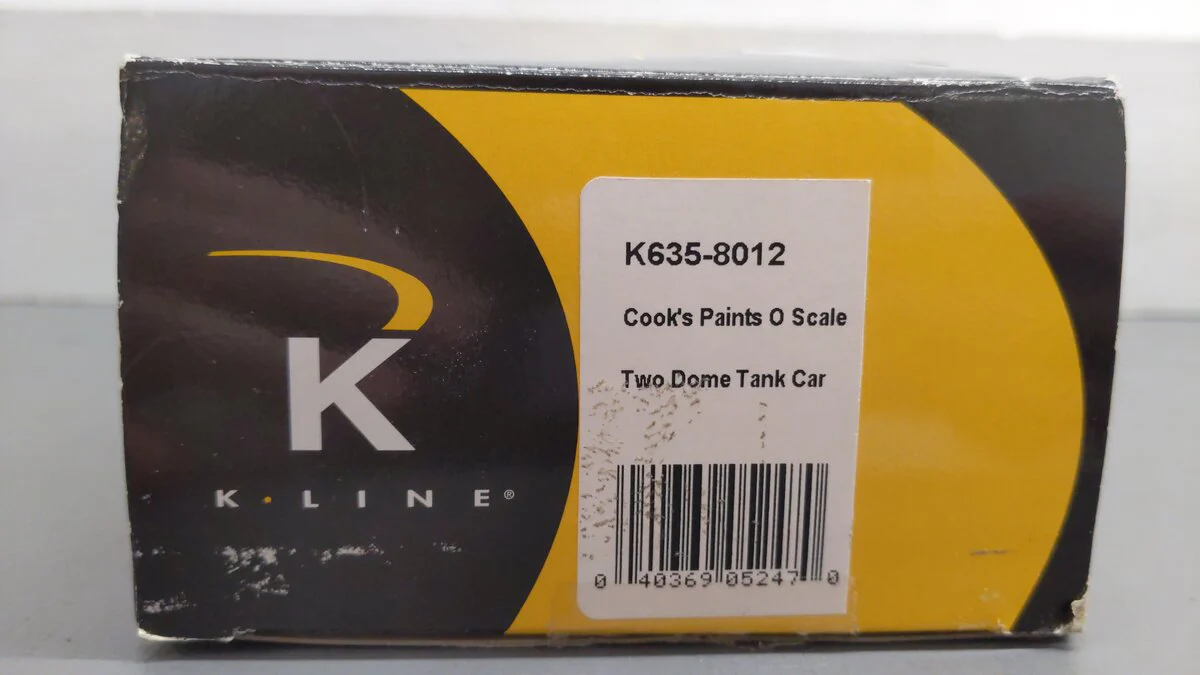 K
K·LINE®
K635-8012
Cook's Paints O Scale
Two Dome Tank Car
0 40369 05247 0